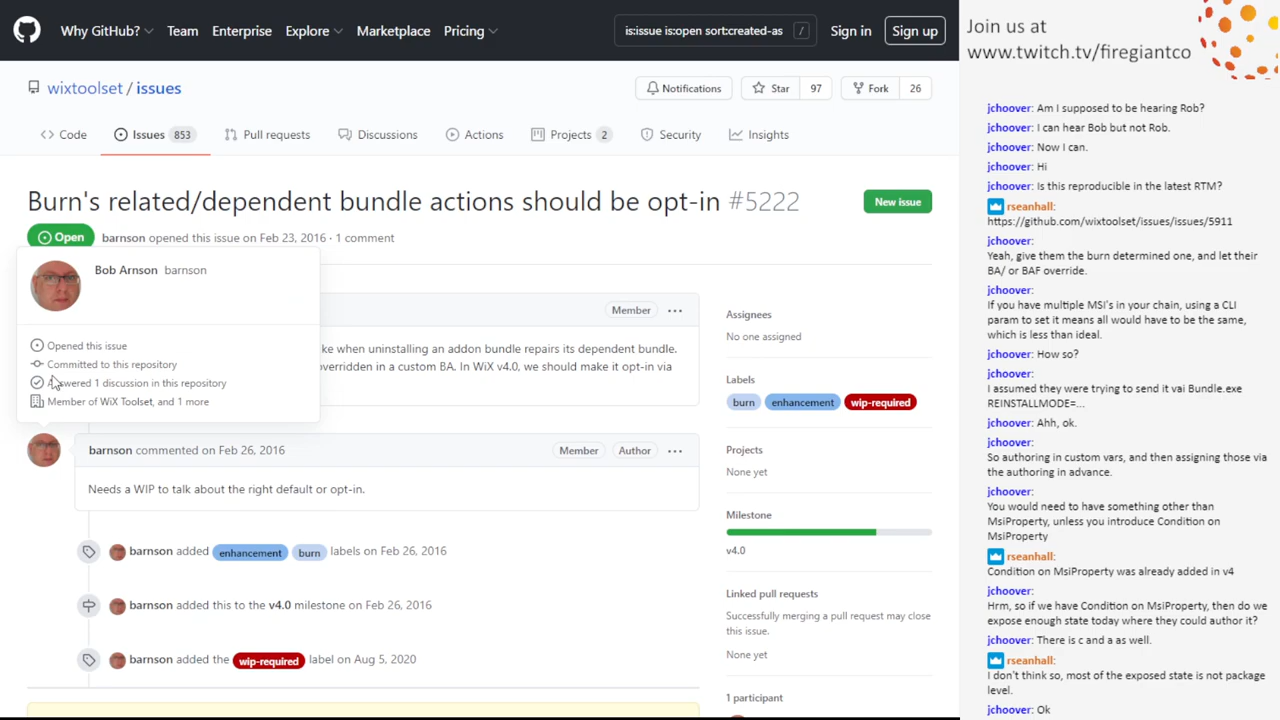 Why GitHub? Team Enterprise Explore Marketplace Pricing is:issue is:open sort:created-as / Sign in Sign up
wixtoolset / issues Notifications Star 97 Fork 26
Code Issues 853 Pull requests Discussions Actions Projects 2 Security Insights
Burn's related/dependent bundle actions should be opt-in #5222 New issue
Open barnson opened this issue on Feb 23, 2016 · 1 comment
Bob Arnson barnson
Opened this issue
Committed to this repository
Answered 1 discussion in this repository
Member of WiX Toolset, and 1 more
Member ...
ke when uninstalling an addon bundle repairs its dependent bundle.
verridden in a custom BA. In WiX v4.0, we should make it opt-in via
barnson commented on Feb 26, 2016 Member Author ...
Needs a WIP to talk about the right default or opt-in.
barnson added enhancement burn labels on Feb 26, 2016
barnson added this to the v4.0 milestone on Feb 26, 2016
barnson added the wip-required label on Aug 5, 2020
Assignees
No one assigned
Labels
burn enhancement wip-required
Projects
None yet
Milestone
v4.0
Linked pull requests
Successfully merging a pull request may close
this issue.
None yet
1 participant
Join us at
www.twitch.tv/firegiantco
jchoover: Am I supposed to be hearing Rob?
jchoover: I can hear Bob but not Rob.
jchoover: Now I can.
jchoover: Hi
jchoover: Is this reproducible in the latest RTM?
rseanhall:
https://github.com/wixtoolset/issues/issues/5911
jchoover:
Yeah, give them the burn determined one, and let their
BA/ or BAF override.
jchoover:
If you have multiple MSI's in your chain, using a CLI
param to set it means all would have to be the same,
which is less than ideal.
jchoover: How so?
jchoover:
I assumed they were trying to send it vai Bundle.exe
REINSTALLMODE=...
jchoover: Ahh, ok.
jchoover:
So authoring in custom vars, and then assigning those via
the authoring in advance.
jchoover:
You would need to have something other than
MsiProperty, unless you introduce Condition on
MsiProperty
rseanhall:
Condition on MsiProperty was already added in v4
jchoover:
Hrm, so if we have Condition on MsiProperty, then do we
expose enough state today where they could author it?
jchoover: There is c and a as well.
rseanhall:
I don't think so, most of the exposed state is not package
level.
jchoover: Ok